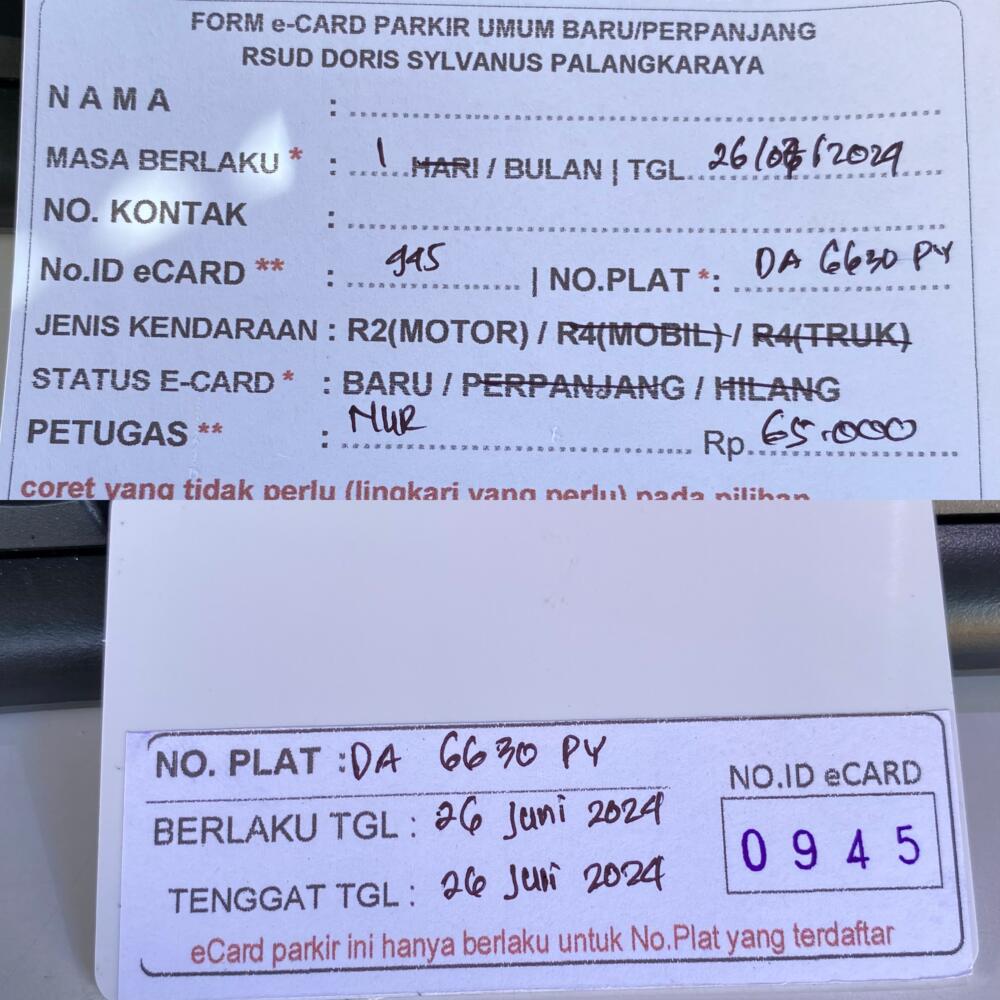 FORM e-CARD PARKIR UMUM BARU/PERPANJANG
RSUD DORIS SYLVANUS PALANGKARAYA
NAMA :
MASA BERLAKU * : 1 HARI / BULAN | TGL 26/06/2024
NO. KONTAK :
No.ID eCARD ** : 945 | NO.PLAT *: DA 6630 PY
JENIS KENDARAAN : R2(MOTOR) / R4(MOBIL) / R4(TRUK)
STATUS E-CARD * : BARU / PERPANJANG / HILANG
PETUGAS ** : NUR Rp. 65.000
coret yang tidak perlu (lingkari yang perlu) pada pilihan
NO. PLAT : DA 6630 PY
BERLAKU TGL : 26 Juni 2024
TENGGAT TGL : 26 Juli 2024
NO.ID eCARD
0945
eCard parkir ini hanya berlaku untuk No.Plat yang terdaftar